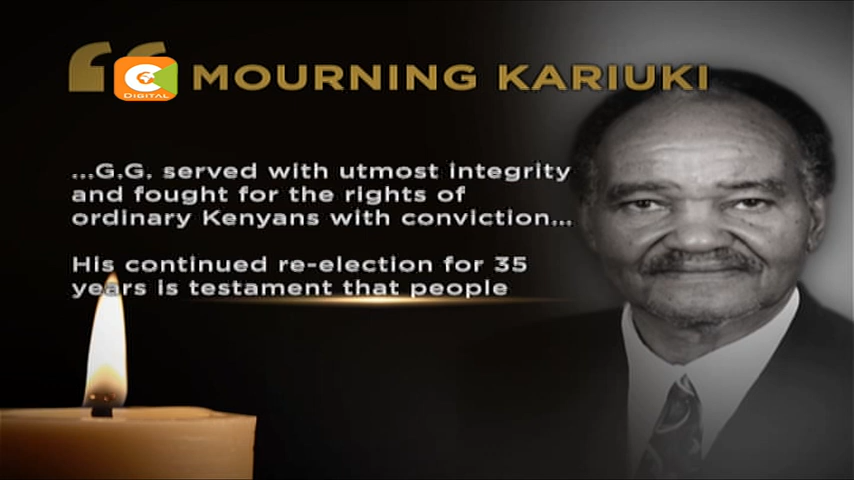 MOURNING KARIUKI
DIGITAL
...G.G. served with utmost integrity
and fought for the rights of
ordinary Kenyans with conviction...
His continued re-election for 35
years is testament that people